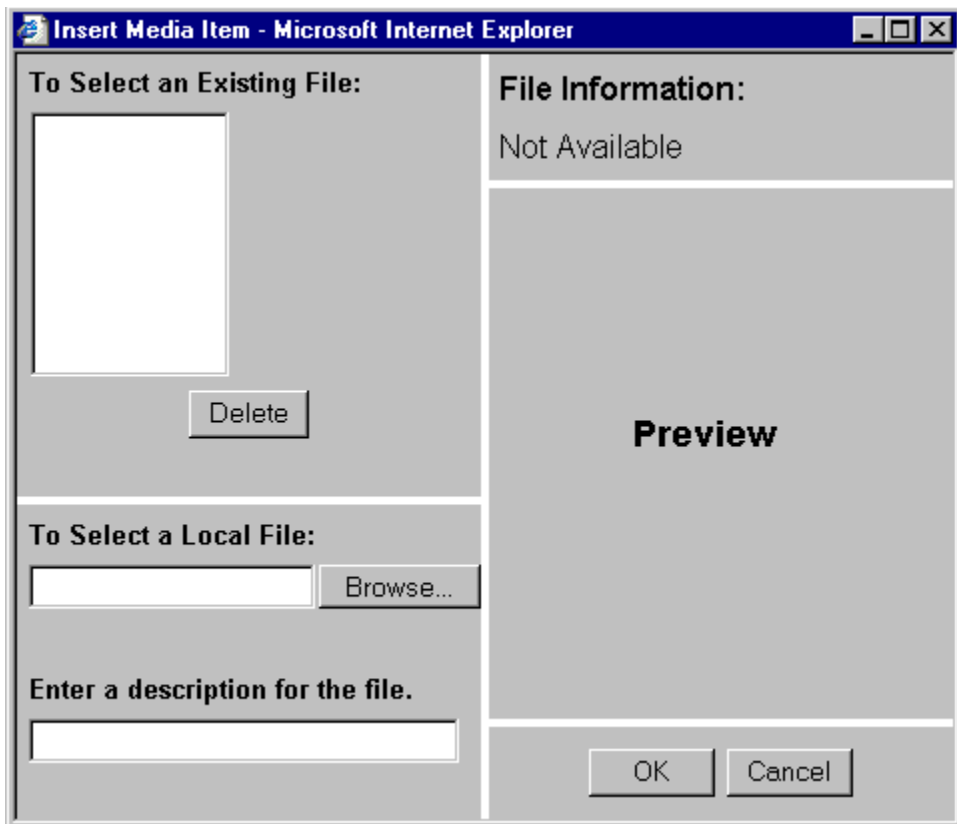 Insert Media Item - Microsoft Internet Explorer
To Select an Existing File:
Delete
To Select a Local File:
Browse...
Enter a description for the file.
File Information:
Not Available
Preview
OK
Cancel